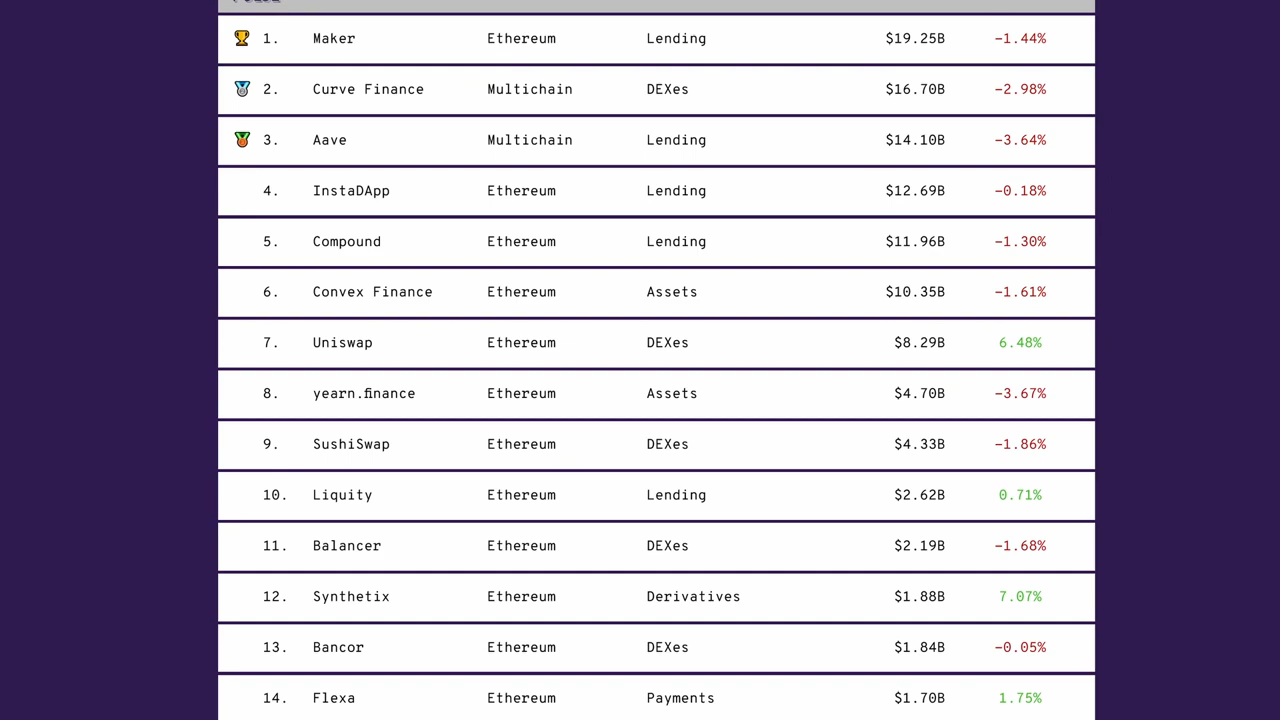 1. Maker Ethereum Lending $19.25B -1.44%
2. Curve Finance Multichain DEXes $16.70B -2.98%
3. Aave Multichain Lending $14.10B -3.64%
4. InstaDApp Ethereum Lending $12.69B -0.18%
5. Compound Ethereum Lending $11.96B -1.30%
6. Convex Finance Ethereum Assets $10.35B -1.61%
7. Uniswap Ethereum DEXes $8.29B 6.48%
8. yearn.finance Ethereum Assets $4.70B -3.67%
9. SushiSwap Ethereum DEXes $4.33B -1.86%
10. Liquity Ethereum Lending $2.62B 0.71%
11. Balancer Ethereum DEXes $2.19B -1.68%
12. Synthetix Ethereum Derivatives $1.88B 7.07%
13. Bancor Ethereum DEXes $1.84B -0.05%
14. Flexa Ethereum Payments $1.70B 1.75%